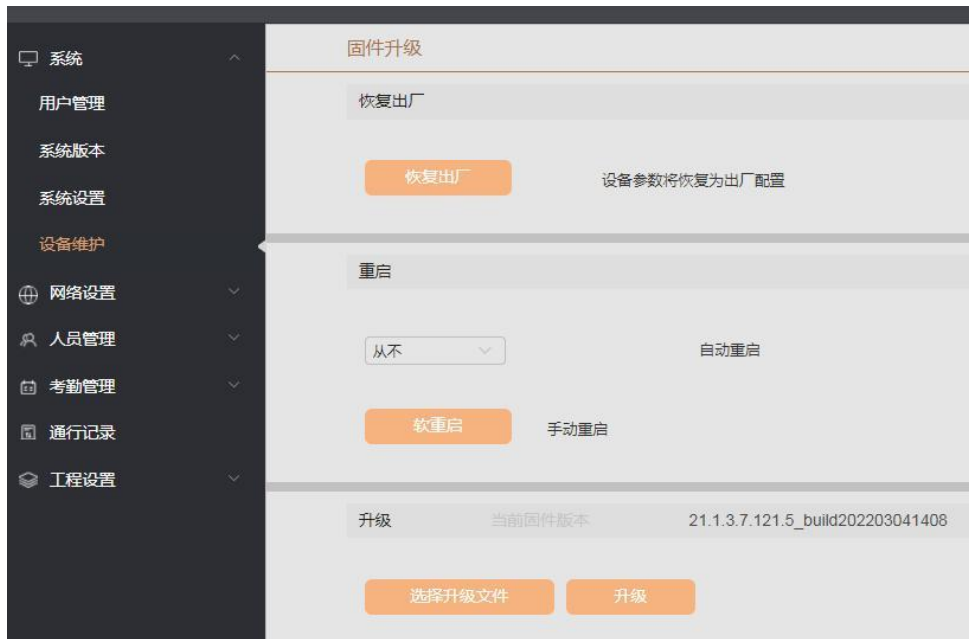 系统
用户管理
系统版本
系统设置
设备维护
网络设置
人员管理
考勤管理
通行记录
工程设置
固件升级
恢复出厂
恢复出厂 设备参数将恢复为出厂配置
重启
从不 自动重启
软重启 手动重启
升级 当前固件版本 21.1.3.7.121.5_build202203041408
选择升级文件 升级